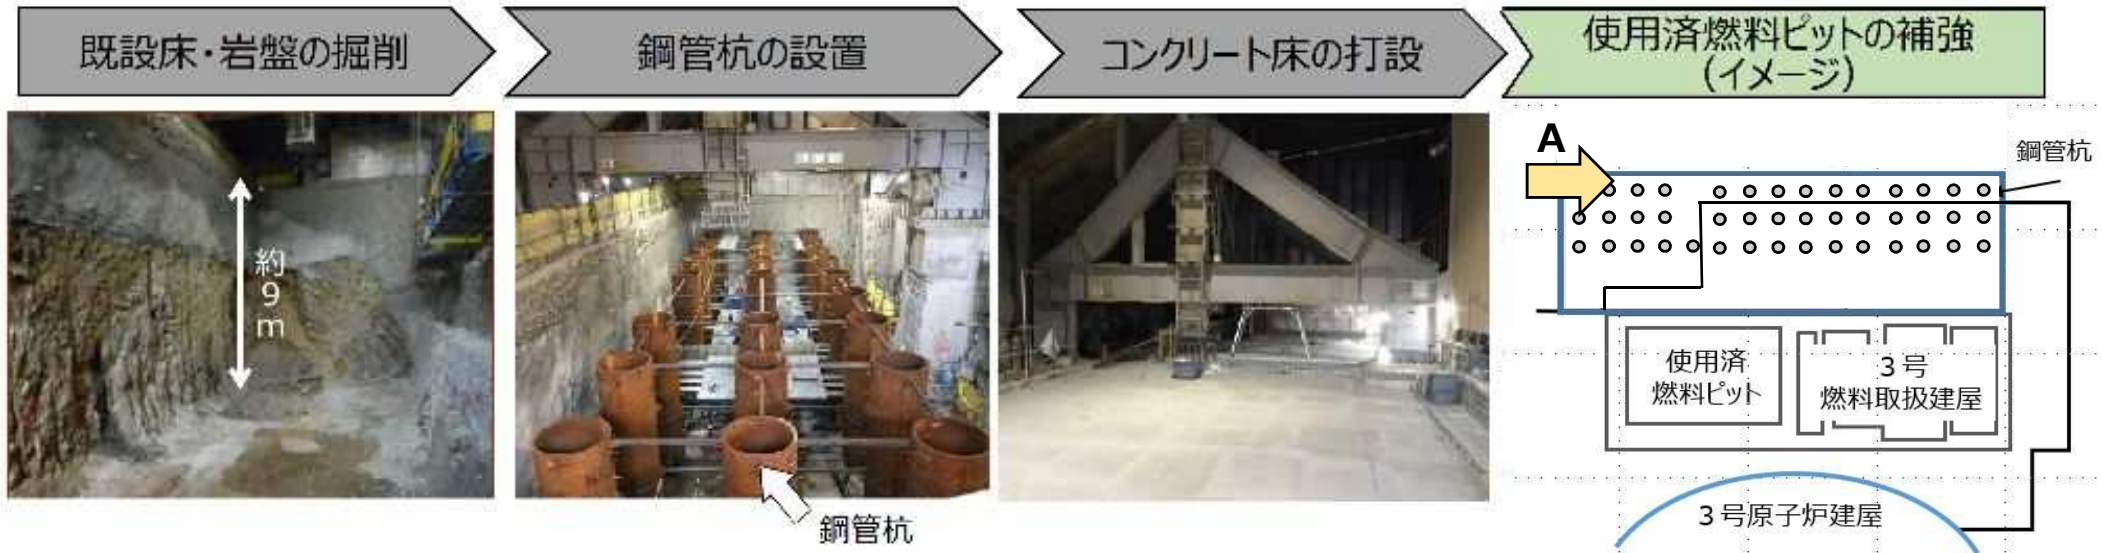 既設床・岩盤の掘削
鋼管杭の設置
コンクリート床の打設
使用済燃料ピットの補強
(イメージ)
約9m
鋼管杭
A
鋼管杭
使用済
燃料ピット
3号
燃料取扱建屋
3号原子炉建屋